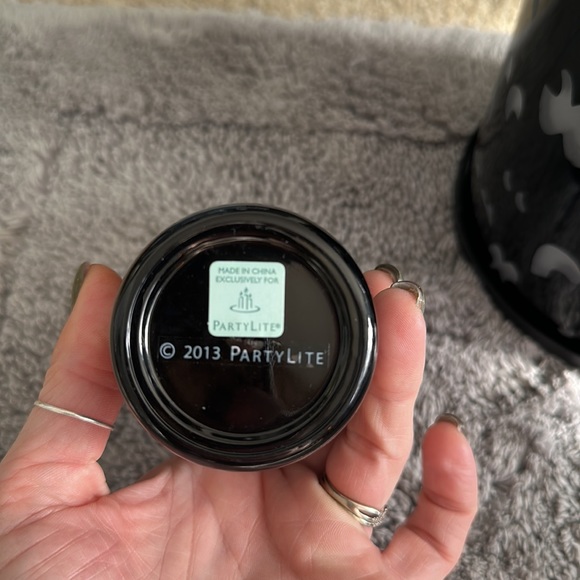 MADE IN CHINA
EXCLUSIVELY FOR
PARTYLITE®
© 2013 PARTYLITE